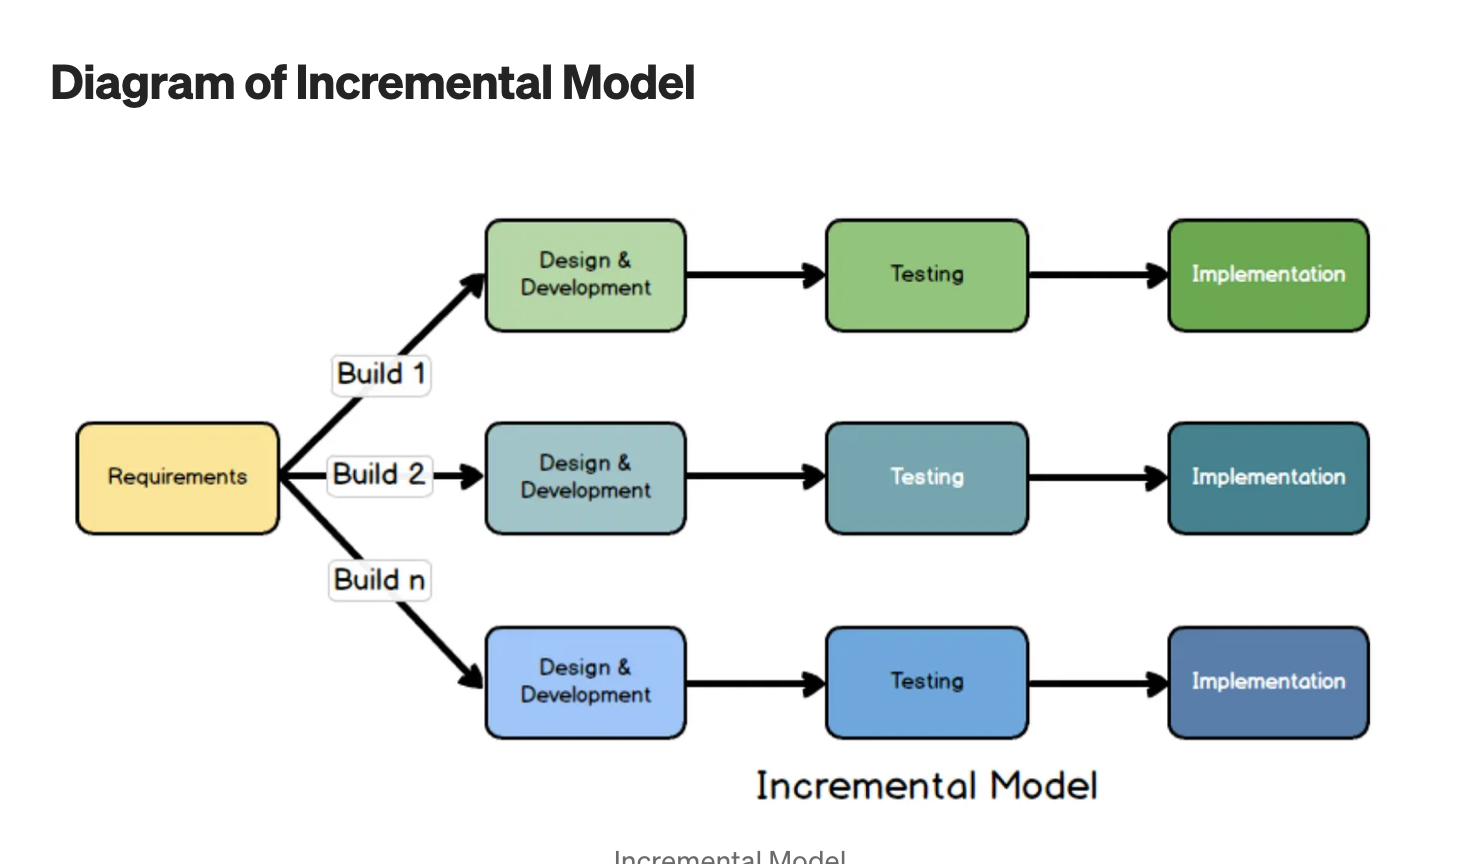 Diagram of Incremental Model
Design &
Development
Testing
Implementation
Build 1
Requirements
Build 2
Design &
Development
Testing
Implementation
Build n
Design &
Development
Testing
Implementation
Incremental Model
Incremental Model